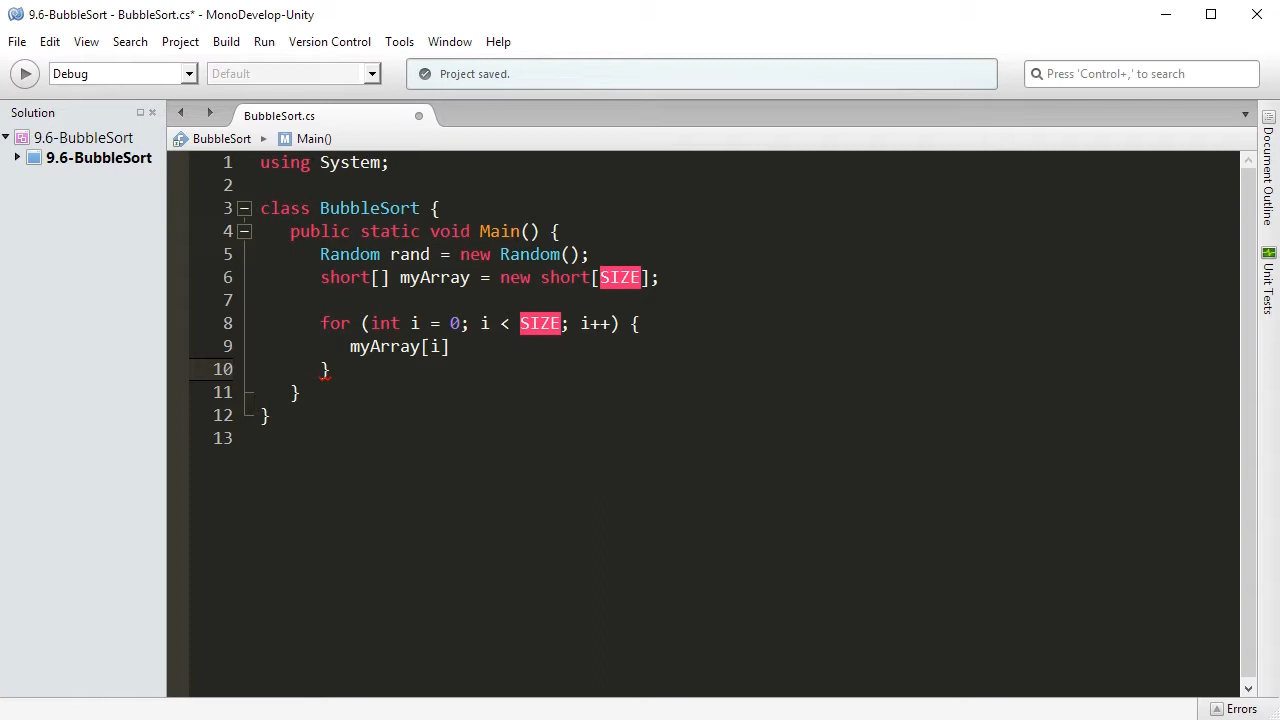 9.6-BubbleSort - BubbleSort.cs* - MonoDevelop-Unity
File Edit View Search Project Build Run Version Control Tools Window Help
Debug Default Project saved. Press 'Control+,' to search
Solution BubbleSort.cs
9.6-BubbleSort BubbleSort Main()
9.6-BubbleSort
1 using System;
2
3 class BubbleSort {
4 public static void Main() {
5 Random rand = new Random();
6 short[] myArray = new short[SIZE];
7
8 for (int i = 0; i < SIZE; i++) {
9 myArray[i]
10 }
11 }
12 }
13
Document Outline
Unit Tests
Errors